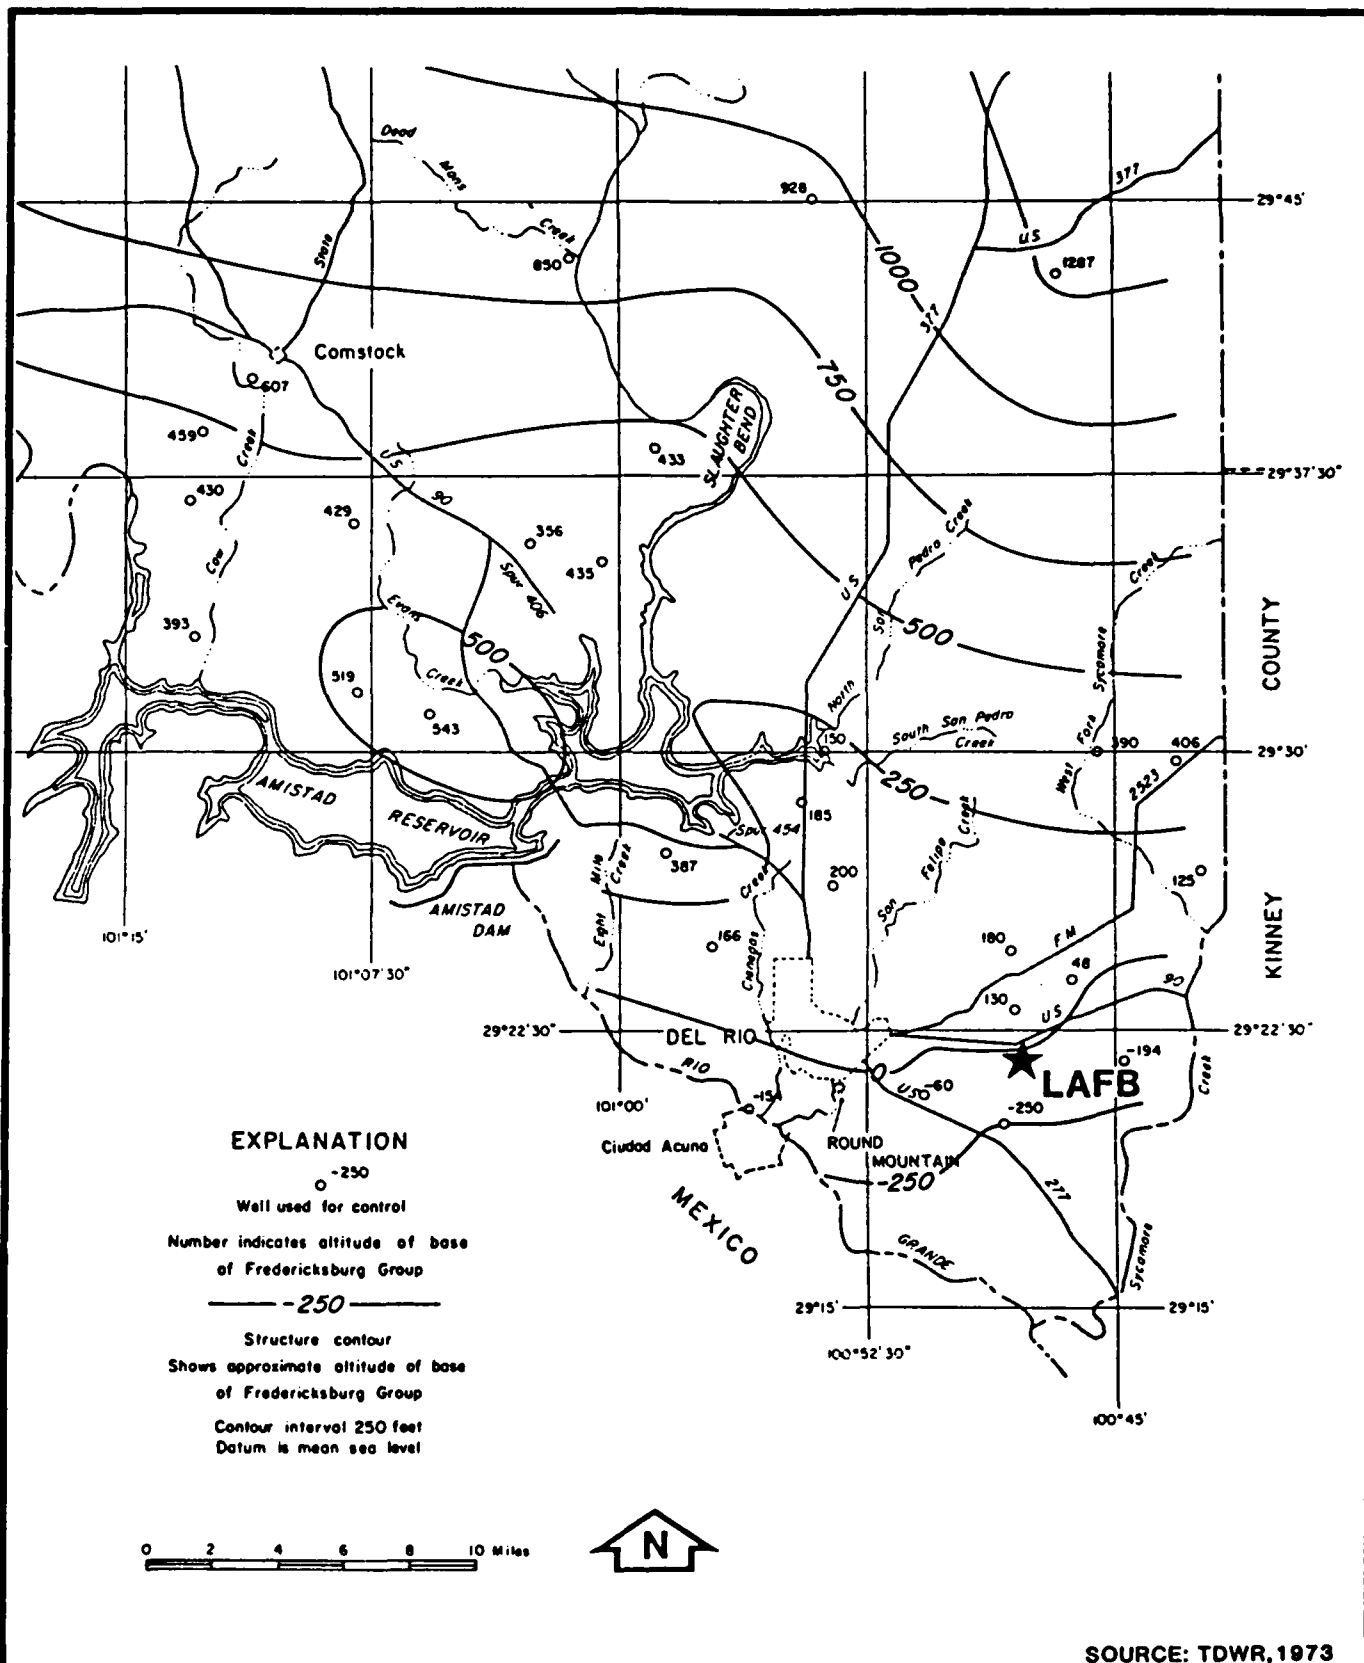 Dead
Mans
Creek
928
377
29°45'
US
State
850
1000
1287
377
Comstock
750
607
SLAUGHTER
BEND
459
Creek
433
US
29°37'30"
430
90
429
356
Pedro Creek
Cow
435
Spur 406
US
Creek
Evans
San
393
500
500
COUNTY
Sycamore
519
Creek
North
543
South San Pedro
Creek
Fork
150
390
406
29°30'
West
AMISTAD
250
2523
RESERVOIR
185
Spur 454
Creek
Mile
Creek
387
Felipe
Creek
200
125
AMISTAD
DAM
San
101°15'
Eight
166
Cienegas
180
FM
KINNEY
101°07'30"
48
90
130
US
29°22'30"
DEL RIO
29°22'30"
RIO
-194
LAFB
Creek
US
-60
101°00'
-154
-250
EXPLANATION
Ciudad Acuna
ROUND
MOUNTAIN
-250
-250
277
Well used for control
MEXICO
Number indicates altitude of base
of Fredericksburg Group
GRANDE
Sycamore
-250
29°15'
29°15'
Structure contour
Shows approximate altitude of base
of Fredericksburg Group
100°52'30"
Contour interval 250 feet
Datum is mean sea level
100°45'
0 2 4 6 8 10 Miles
N
SOURCE: TDWR, 1973